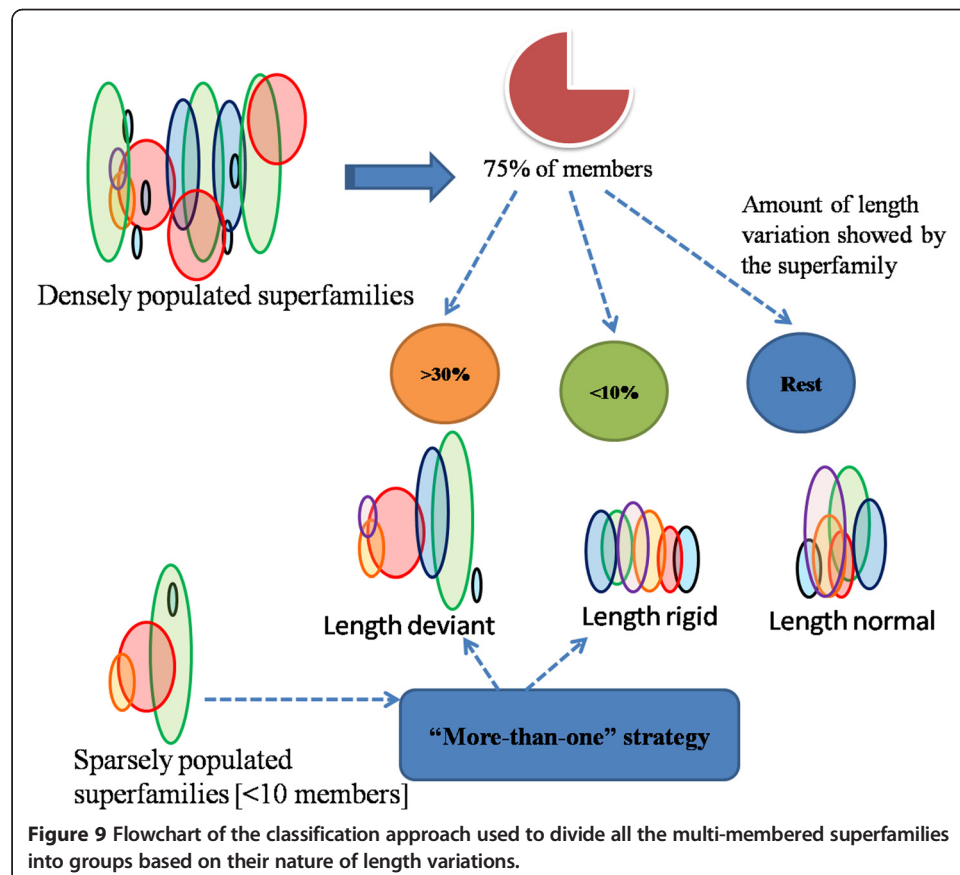 75% of members
Amount of length
variation showed by
the superfamily
Densely populated superfamilies
>30%
<10%
Rest
Length deviant
Length rigid
Length normal
“More-than-one” strategy
Sparsely populated
superfamilies [<10 members]
Figure 9 Flowchart of the classification approach used to divide all the multi-membered superfamilies
into groups based on their nature of length variations.